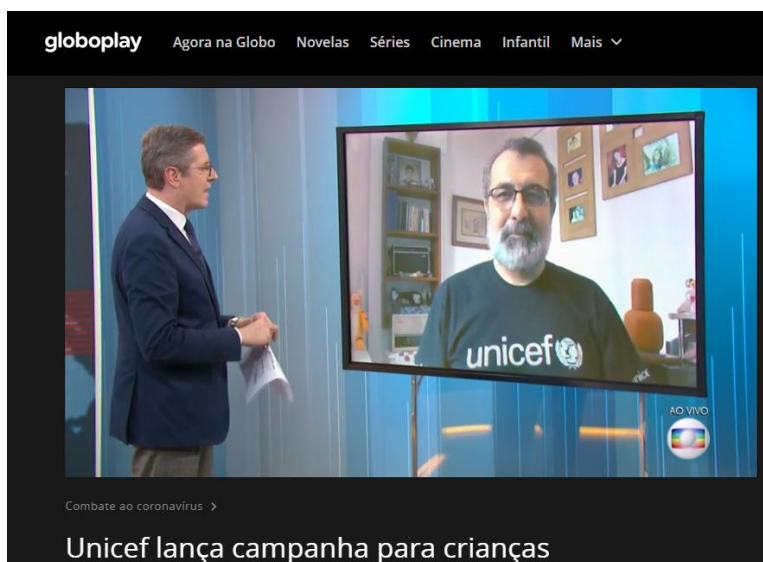 globoplay Agora na Globo Novelas Séries Cinema Infantil Mais
unicef
AO VIVO
Combate ao coronavírus >
Unicef lança campanha para crianças